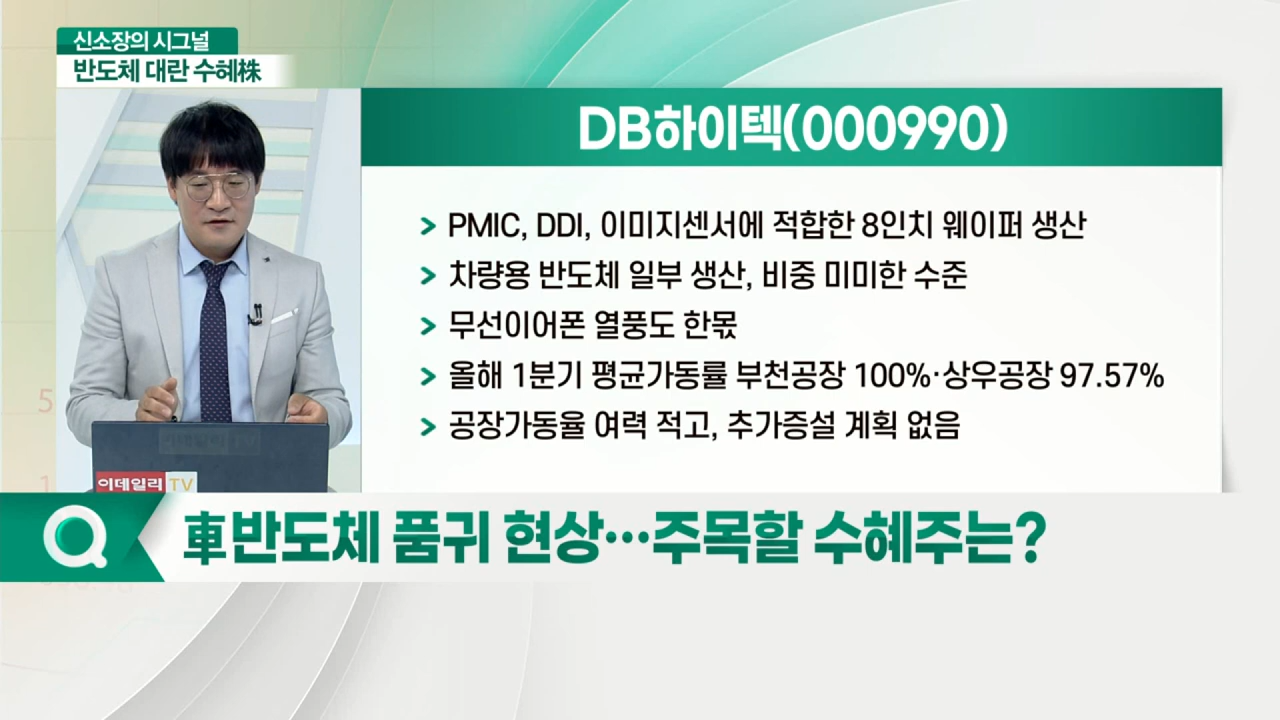 신소장의 시그널
반도체 대란 수혜株
DB하이텍(000990)
> PMIC, DDI, 이미지센서에 적합한 8인치 웨이퍼 생산
> 차량용 반도체 일부 생산, 비중 미미한 수준
> 무선이어폰 열풍도 한몫
> 올해 1분기 평균가동률 부천공장 100%·상우공장 97.57%
> 공장가동율 여력 적고, 추가증설 계획 없음
이데일리 TV
車반도체 품귀 현상…주목할 수혜주는?